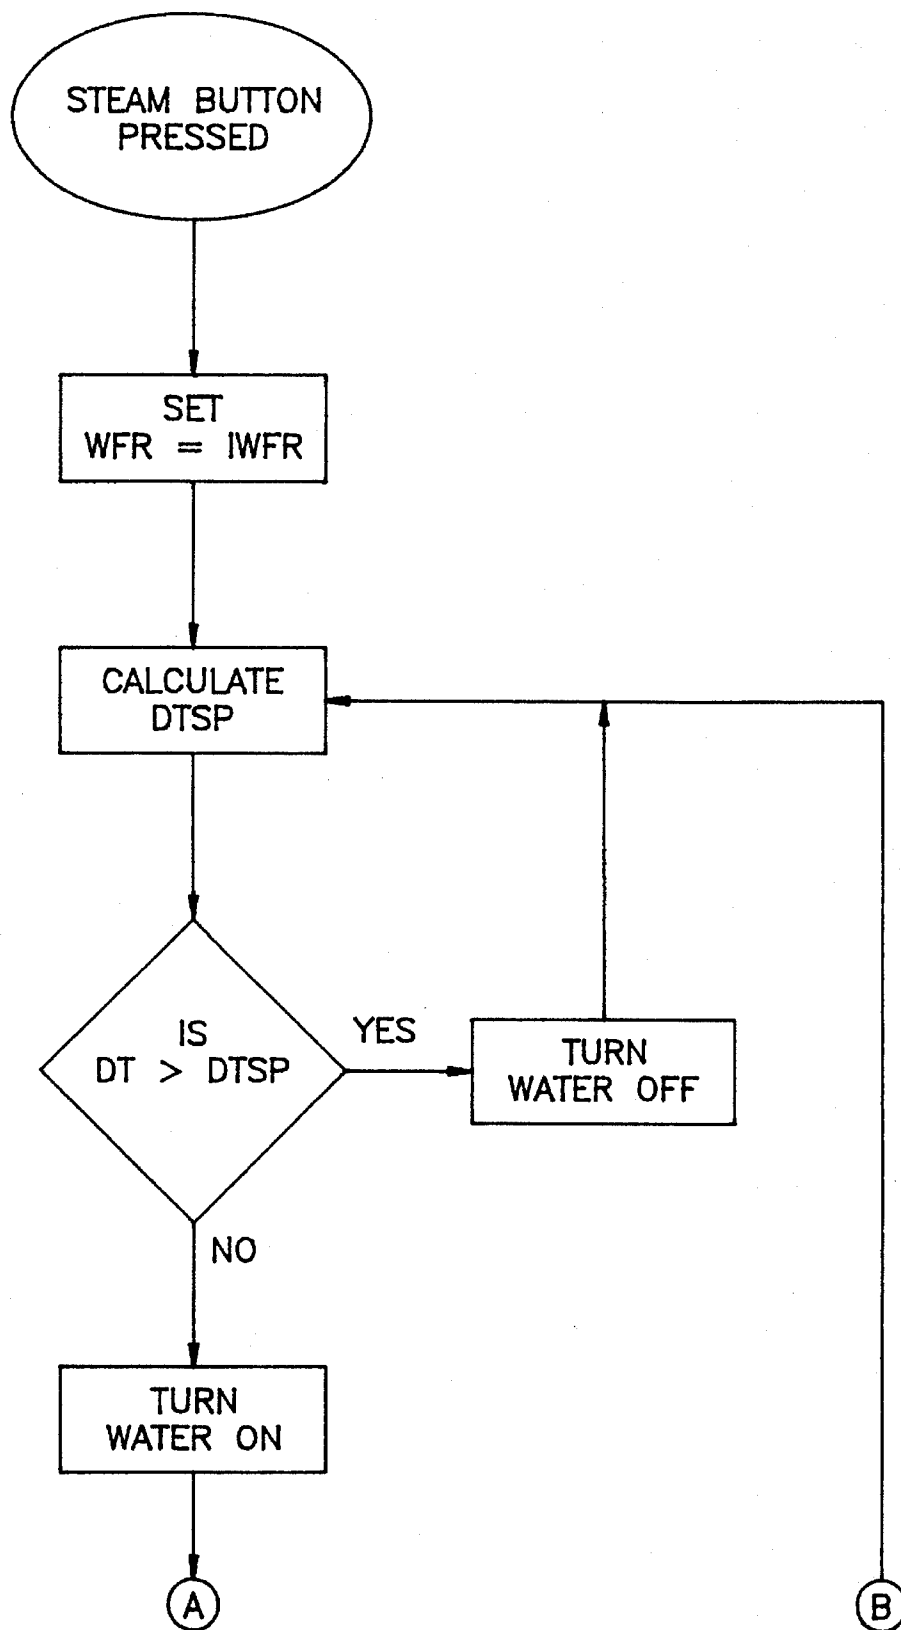 STEAM BUTTON
PRESSED
SET
WFR = IWFR
CALCULATE
DTSP
IS
DT > DTSP
YES
TURN
WATER OFF
NO
TURN
WATER ON
A
B